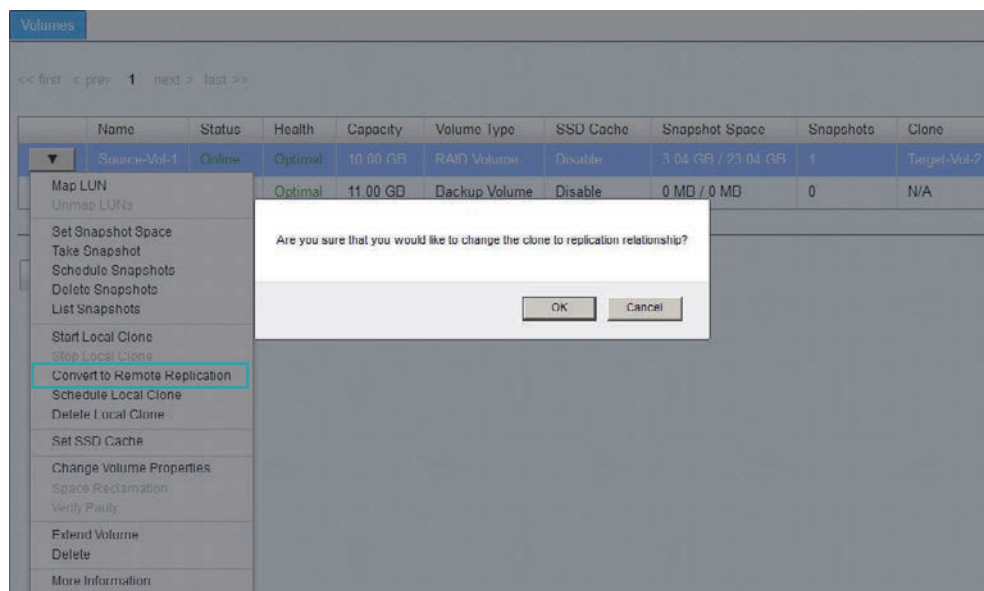 Volumes
<< first < prev 1 next > last >>
Name Status Health Capacity Volume Type SSD Cache Snapshot Space Snapshots Clone
▼ Source-Vol-1 Online Optimal 10.00 GB RAID Volume Disable 3.04 GB / 23.04 GB 1 Target-Vol-2
Optimal 11.00 GB Backup Volume Disable 0 MB / 0 MB 0 N/A
Map LUN
Unmap LUNs
Set Snapshot Space
Take Snapshot
Schedule Snapshots
Delete Snapshots
List Snapshots
Start Local Clone
Stop Local Clone
Convert to Remote Replication
Schedule Local Clone
Delete Local Clone
Set SSD Cache
Change Volume Properties
Space Reclamation
Verify Parity
Extend Volume
Delete
More Information
Are you sure that you would like to change the clone to replication relationship?
OK Cancel